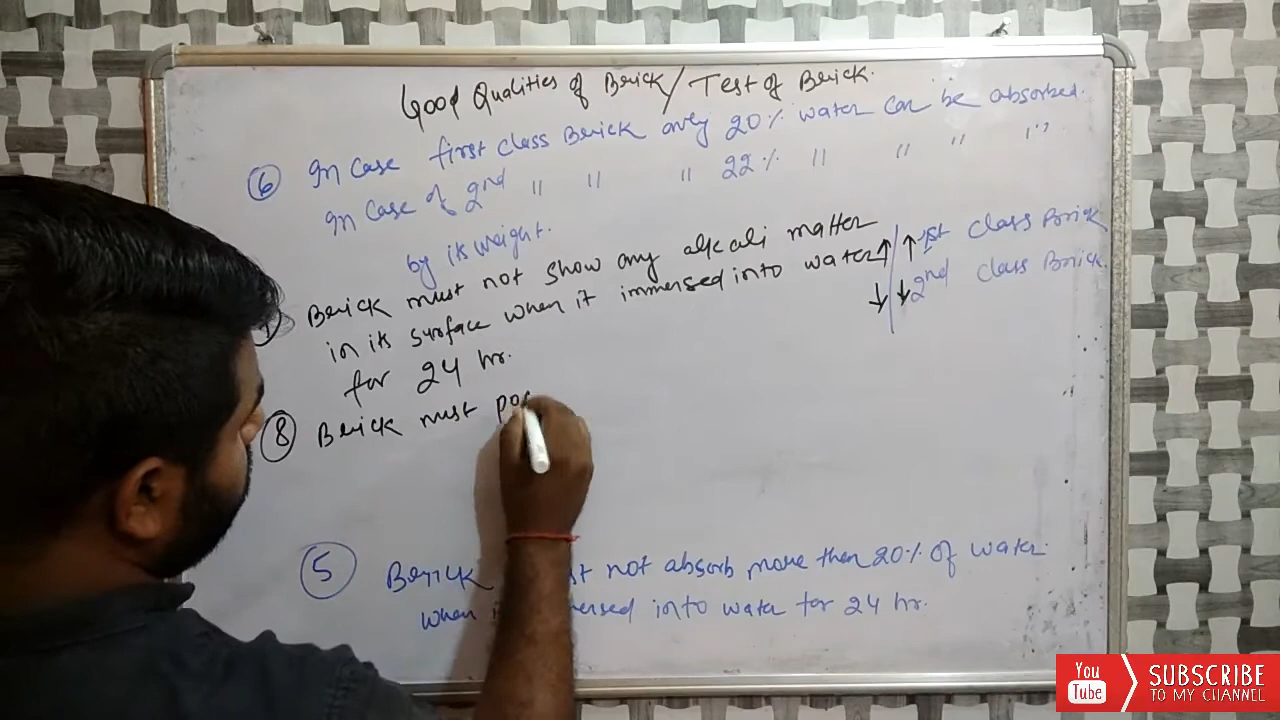 Good Qualities of Brick/Test of Brick.
⑥ In case first class Brick only 20% water can be absorbed.
In case of 2nd " " " 22% " " " "
by its weight.
Brick must not show any alkali matter
in its surface when it immersed into water
for 24 hr.
↑ ↑ 1st class Brick
↓ ↓ 2nd class Brick.
⑧ Brick must pos
⑤ Brick not absorb more then 20% of water.
when into water for 24 hr.
You Tube
SUBSCRIBE
TO MY CHANNEL